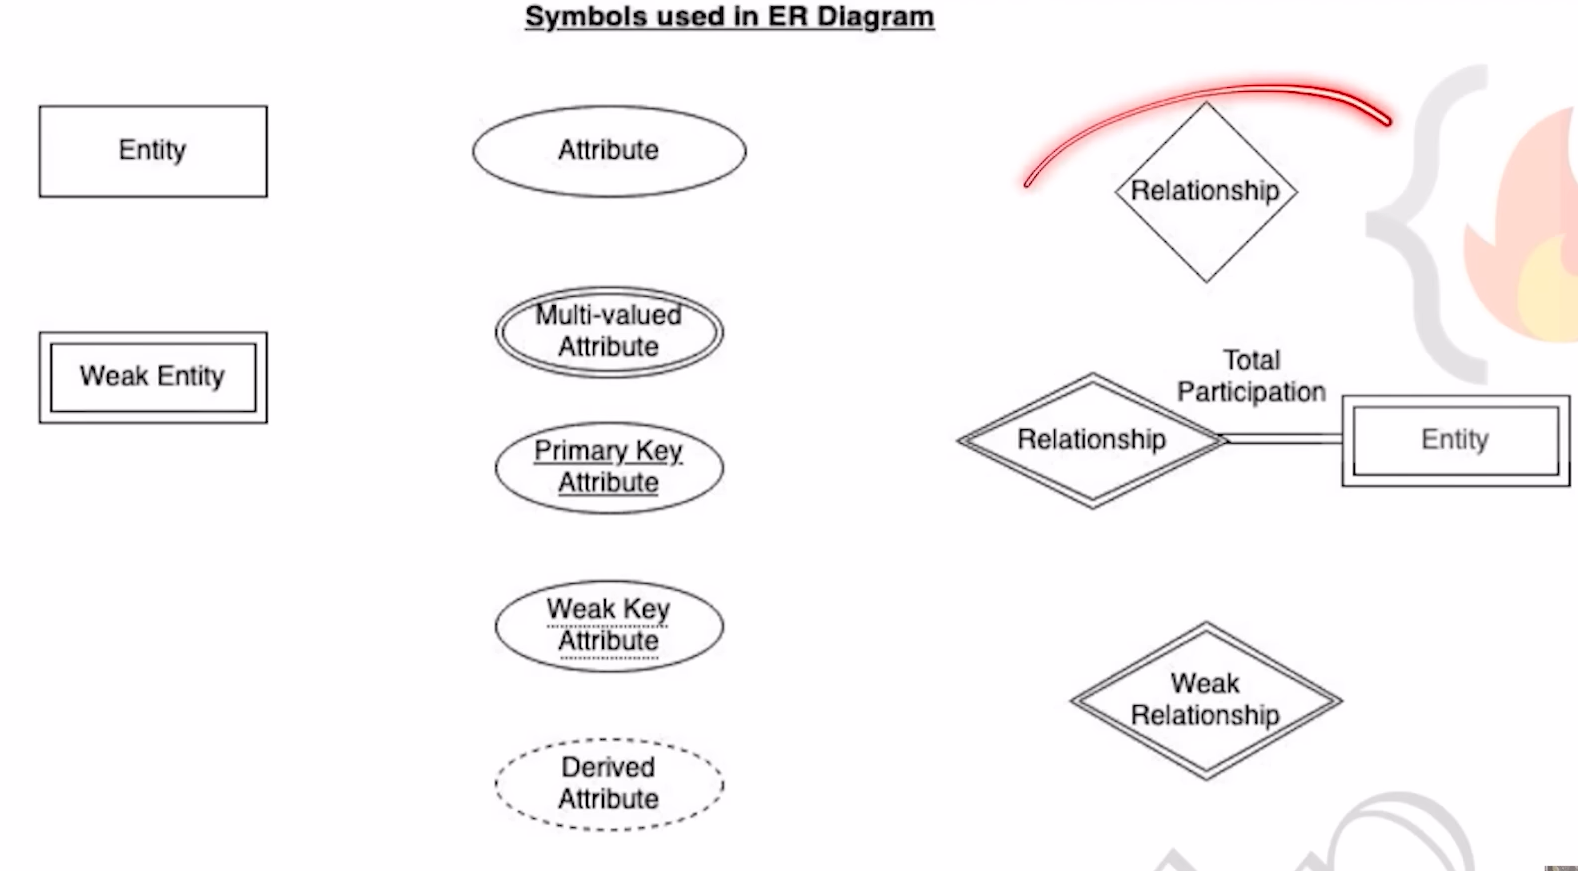 Symbols used in ER Diagram
Entity
Attribute
Relationship
Weak Entity
Multi-valued
Attribute
Primary Key
Attribute
Weak Key
Attribute
Derived
Attribute
Relationship
Total
Participation
Entity
Weak
Relationship